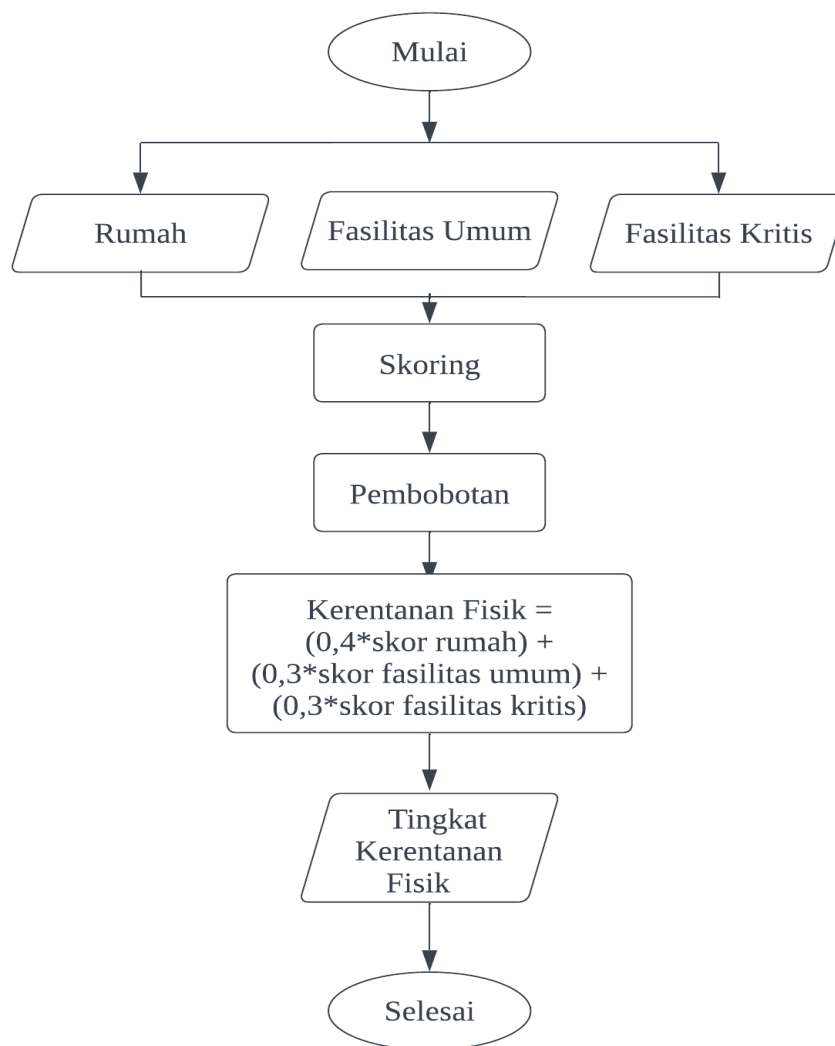 Mulai
Rumah
Fasilitas Umum
Fasilitas Kritis
Skoring
Pembobotan
Kerentanan Fisik =
(0,4*skor rumah) +
(0,3*skor fasilitas umum) +
(0,3*skor fasilitas kritis)
Tingkat
Kerentanan
Fisik
Selesai